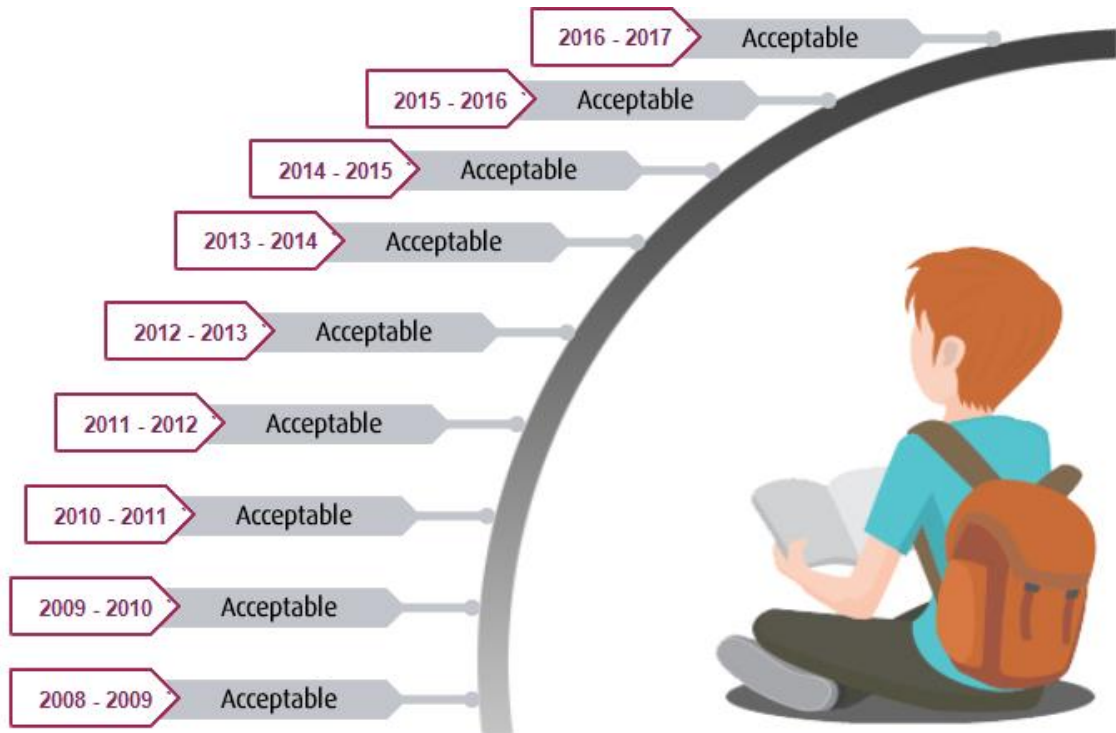 2016 - 2017 Acceptable
2015 - 2016 Acceptable
2014 - 2015 Acceptable
2013 - 2014 Acceptable
2012 - 2013 Acceptable
2011 - 2012 Acceptable
2010 - 2011 Acceptable
2009 - 2010 Acceptable
2008 - 2009 Acceptable